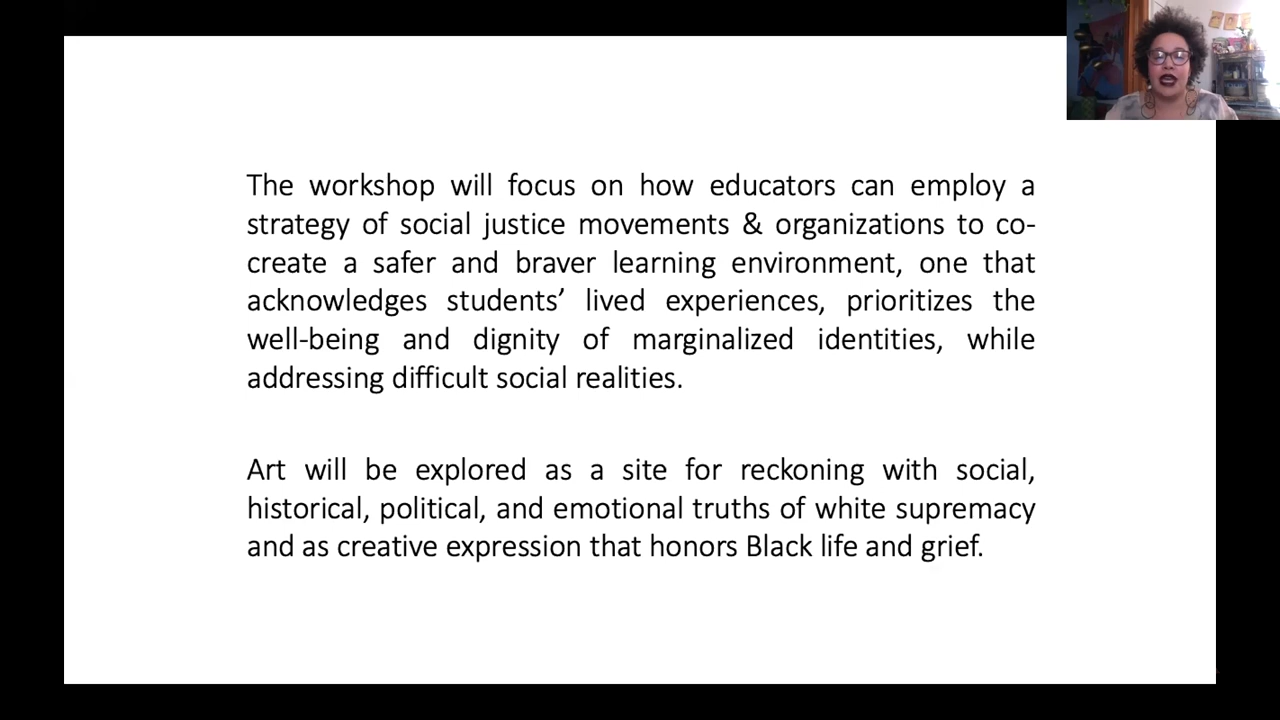 The workshop will focus on how educators can employ a
strategy of social justice movements & organizations to co-
create a safer and braver learning environment, one that
acknowledges students’ lived experiences, prioritizes the
well-being and dignity of marginalized identities, while
addressing difficult social realities.
Art will be explored as a site for reckoning with social,
historical, political, and emotional truths of white supremacy
and as creative expression that honors Black life and grief.